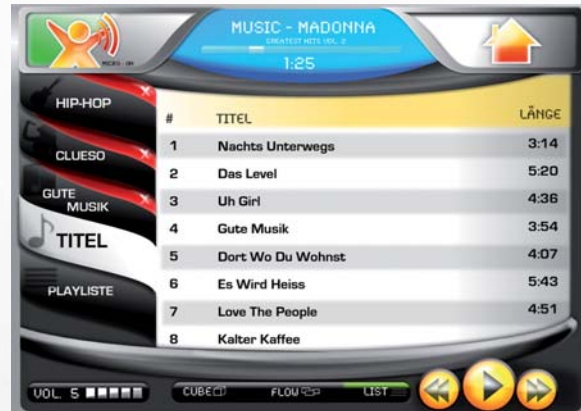 MUSIC - MADONNA
GREATEST HITS VOL. 2
1:25
MICRO: ON
HIP-HOP
CLUESO
GUTE MUSIK
TITEL
PLAYLISTE
# TITEL LÄNGE
1 Nachts Unterwegs 3:14
2 Das Level 5:20
3 Uh Girl 4:36
4 Gute Musik 3:54
5 Dort Wo Du Wohnst 4:07
6 Es Wird Heiss 5:43
7 Love The People 4:51
8 Kalter Kaffee
VOL. 5 CUBE FLOW LIST